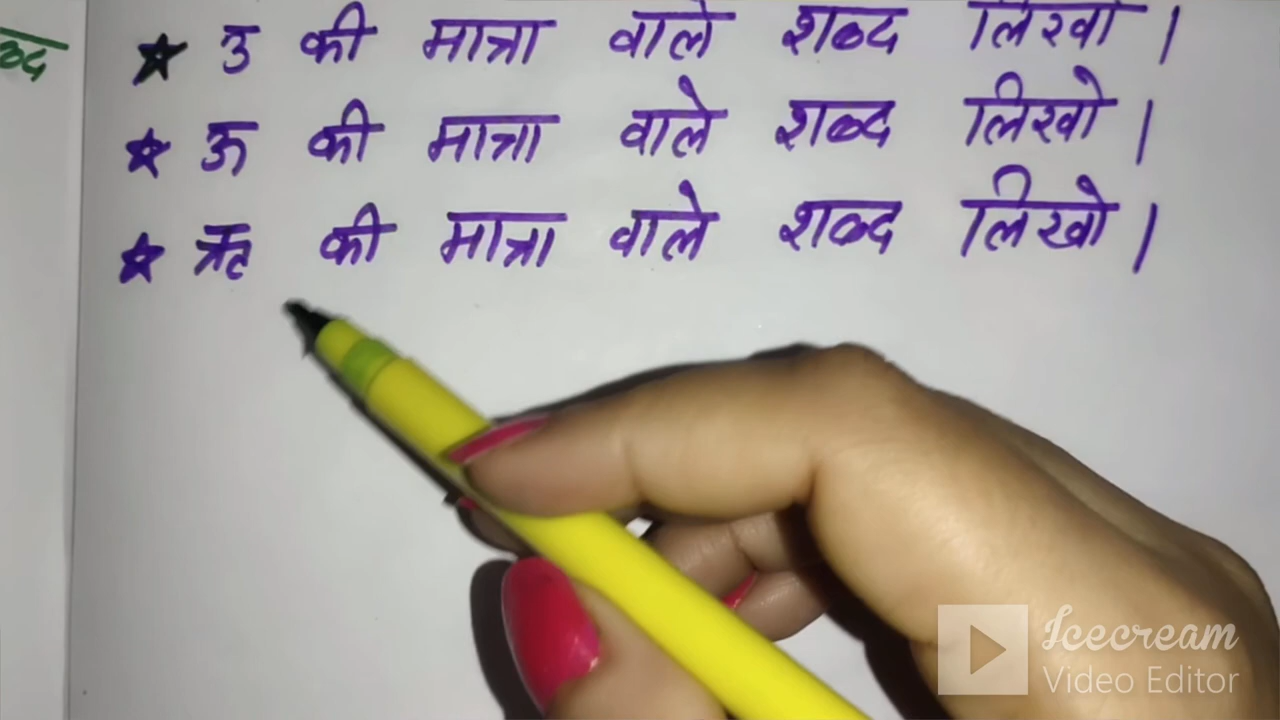 ★ उ की मात्रा वाले शब्द लिखो ।
★ ऊ की मात्रा वाले शब्द लिखो ।
★ ऋ की मात्रा वाले शब्द लिखो ।
Icecream
Video Editor